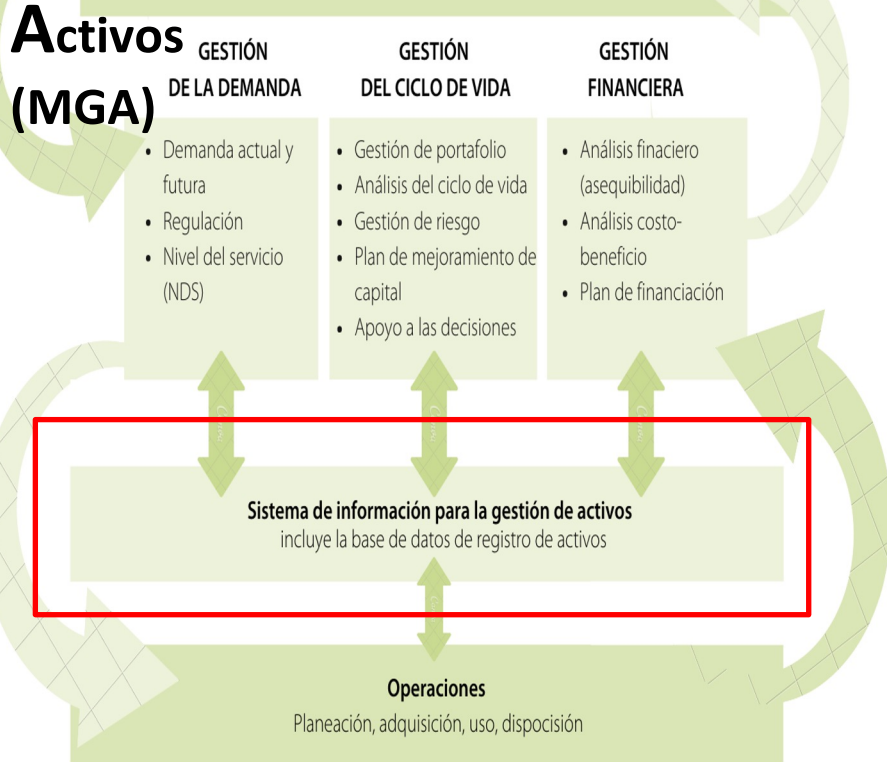 Activos
(MGA)
GESTIÓN
DE LA DEMANDA
• Demanda actual y
futura
• Regulación
• Nivel del servicio
(NDS)
GESTIÓN
DEL CICLO DE VIDA
• Gestión de portafolio
• Análisis del ciclo de vida
• Gestión de riesgo
• Plan de mejoramiento de
capital
• Apoyo a las decisiones
GESTIÓN
FINANCIERA
• Análisis finaciero
(asequibilidad)
• Análisis costo-
beneficio
• Plan de financiación
Sistema de información para la gestión de activos
incluye la base de datos de registro de activos
Operaciones
Planeación, adquisición, uso, dispocisión